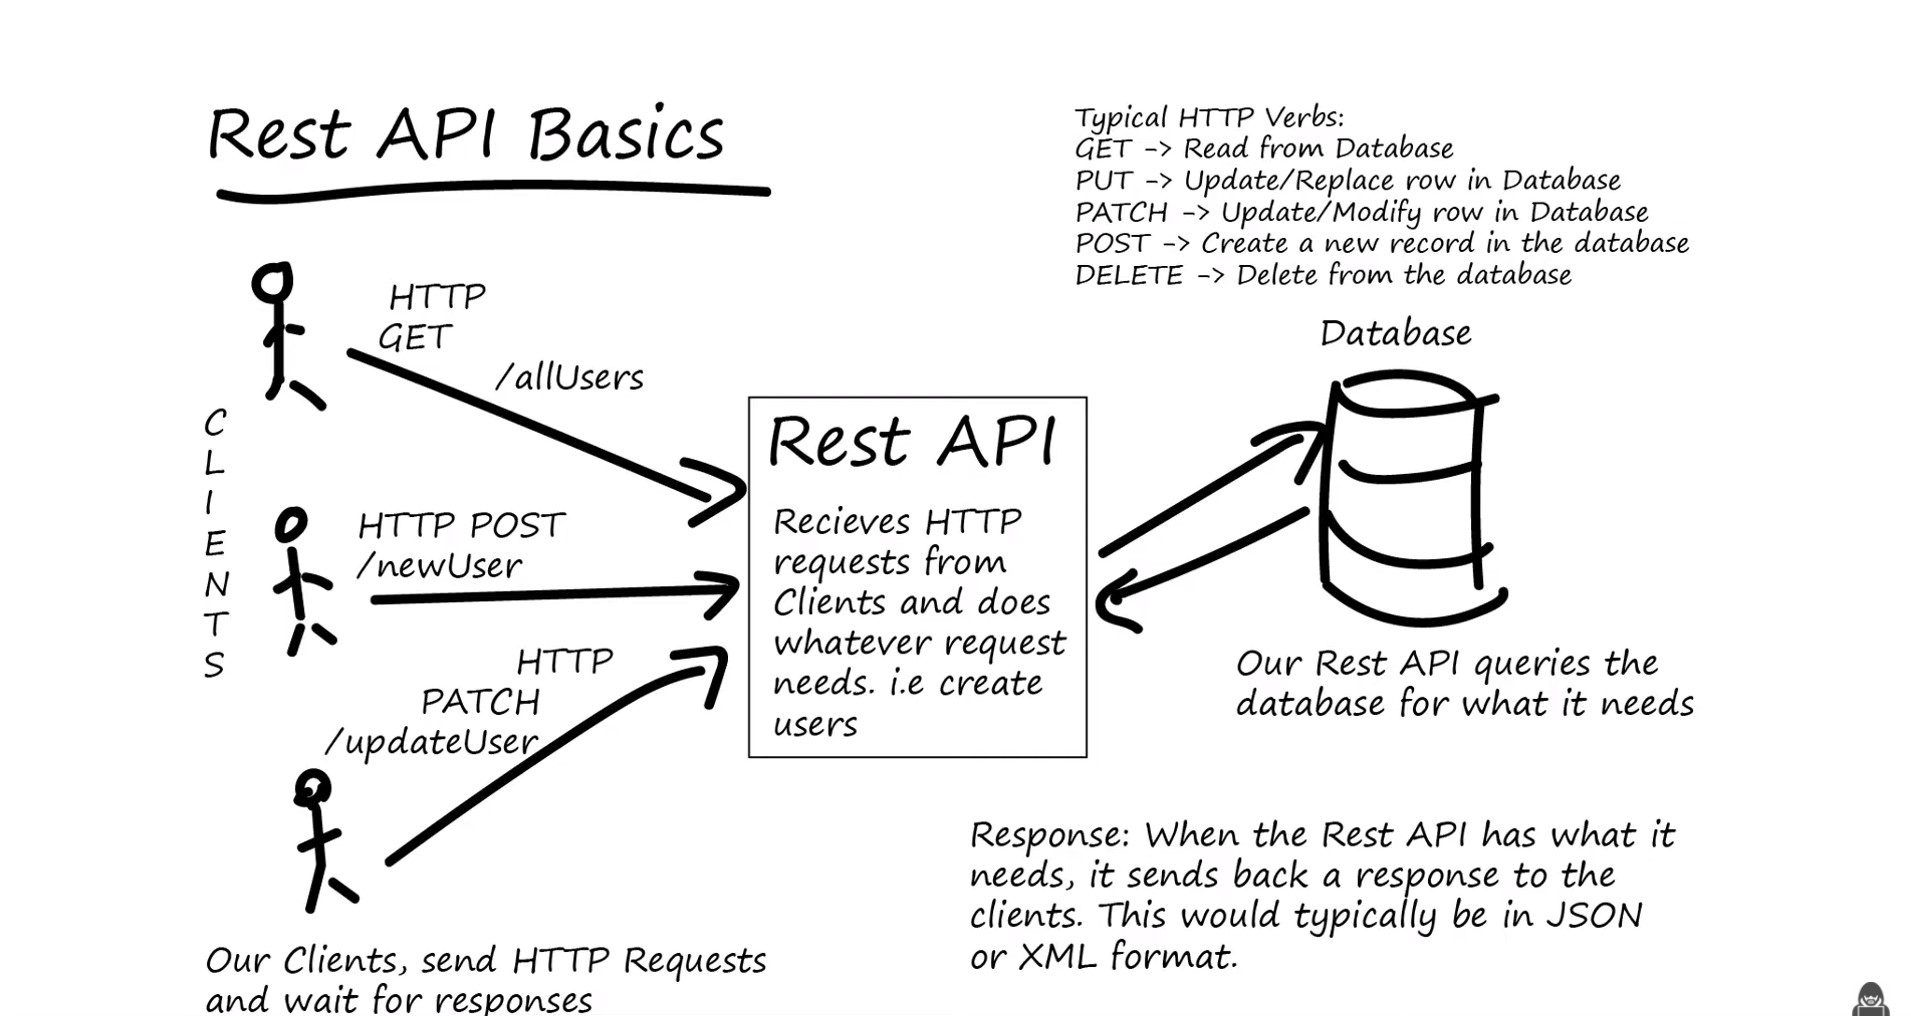 Rest API Basics
Typical HTTP Verbs:
GET -> Read from Database
PUT -> Update/Replace row in Database
PATCH -> Update/Modify row in Database
POST -> Create a new record in the database
DELETE -> Delete from the database
CLIENTS
HTTP
GET
/allUsers
HTTP POST
/newUser
HTTP
PATCH
/updateUser
Rest API
Recieves HTTP
requests from
Clients and does
whatever request
needs. i.e create
users
Database
Our Rest API queries the
database for what it needs
Response: When the Rest API has what it
needs, it sends back a response to the
clients. This would typically be in JSON
or XML format.
Our Clients, send HTTP Requests
and wait for responses